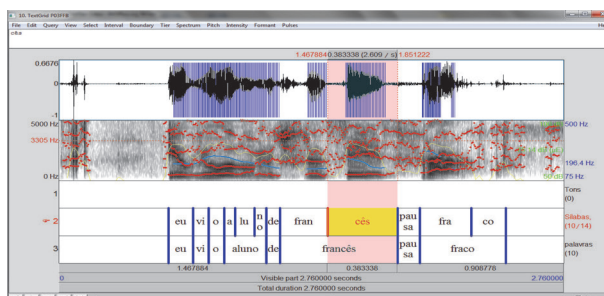 10. TextGrid PD3FFB
File Edit Query View Select Interval Boundary Tier Spectrum Pitch Intensity Formant Pulses
cita
1.467884 0.383338 (2.609 / s) 1.851222
0.6676
0
-1
5000 Hz
500 Hz
3305 Hz
196.4 Hz
0 Hz
75 Hz
1
Tons
(0)
2 eu vi o a lu no de fran cês pau sa fra co
Sílabas,
(10/14)
3 eu vi o aluno de francês pau sa fraco
palavras
(10)
1.467884 0.383338 0.908778
0 Visible part 2.760000 seconds 2.760000
Total duration 2.760000 seconds